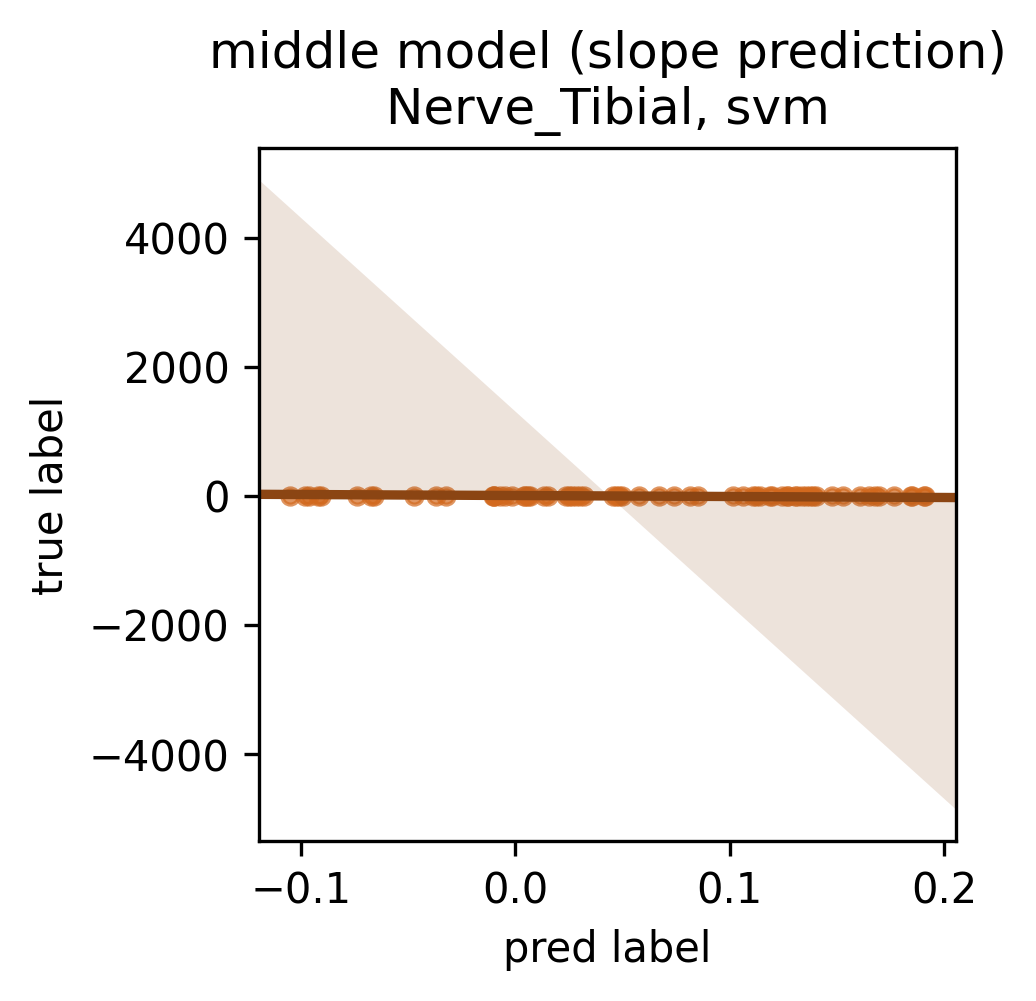 middle model (slope prediction)
Nerve_Tibial, svm
4000
2000
0
−2000
−4000
true label
−0.1
0.0
0.1
0.2
pred label